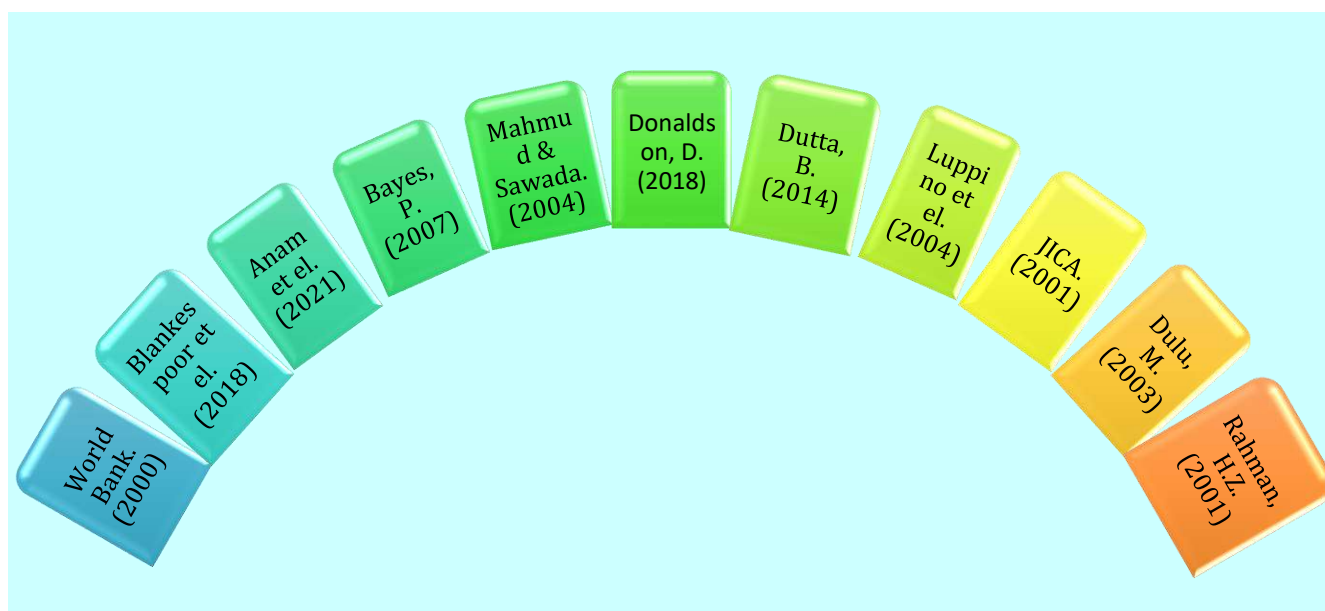 World
Bank.
(2000)
Blankes
poor et
el.
(2018)
Anam
et el.
(2021)
Bayes,
P.
(2007)
Mahmu
d &
Sawada.
(2004)
Donalds
on, D.
(2018)
Dutta,
B.
(2014)
Luppi
no et
el.
(2004)
JICA.
(2001)
Dulu,
M.
(2003)
Rahman,
H.Z.
(2001)